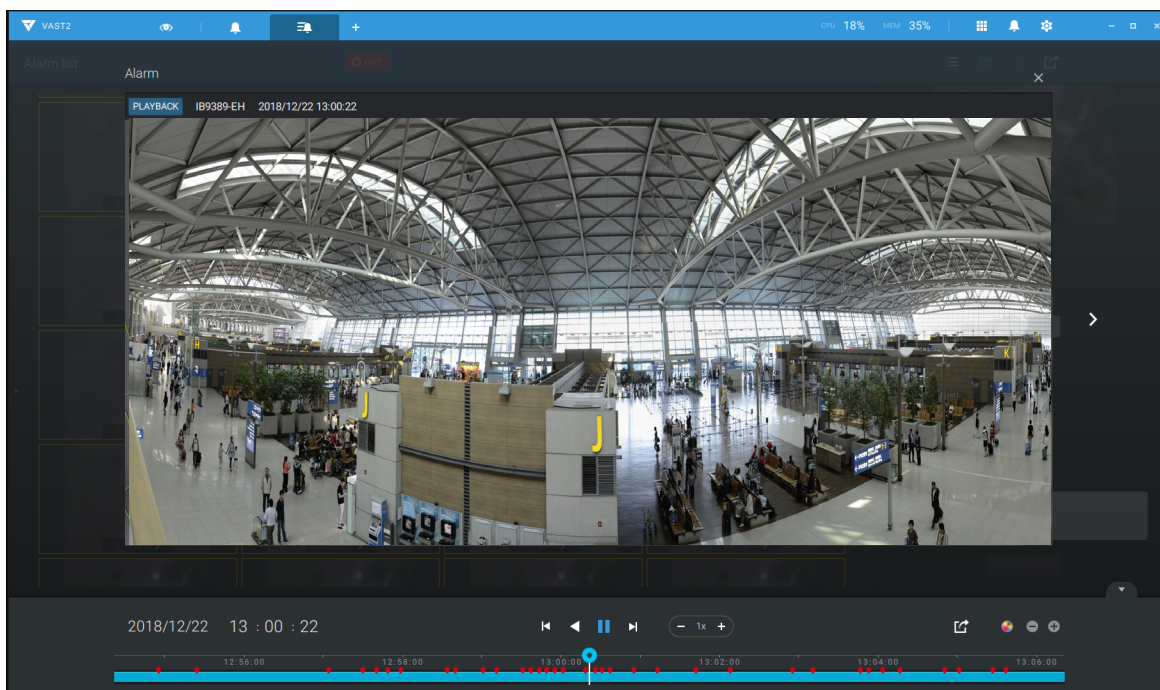 VAST2
CPU 18% MEM 35%
Alarm list
LIVE
Alarm
PLAYBACK IB9389-EH 2018/12/22 13:00:22
H
K
J
J
2018/12/22 13 : 00 : 22
1x
12:56:00 12:58:00 13:00:00 13:02:00 13:04:00 13:06:00